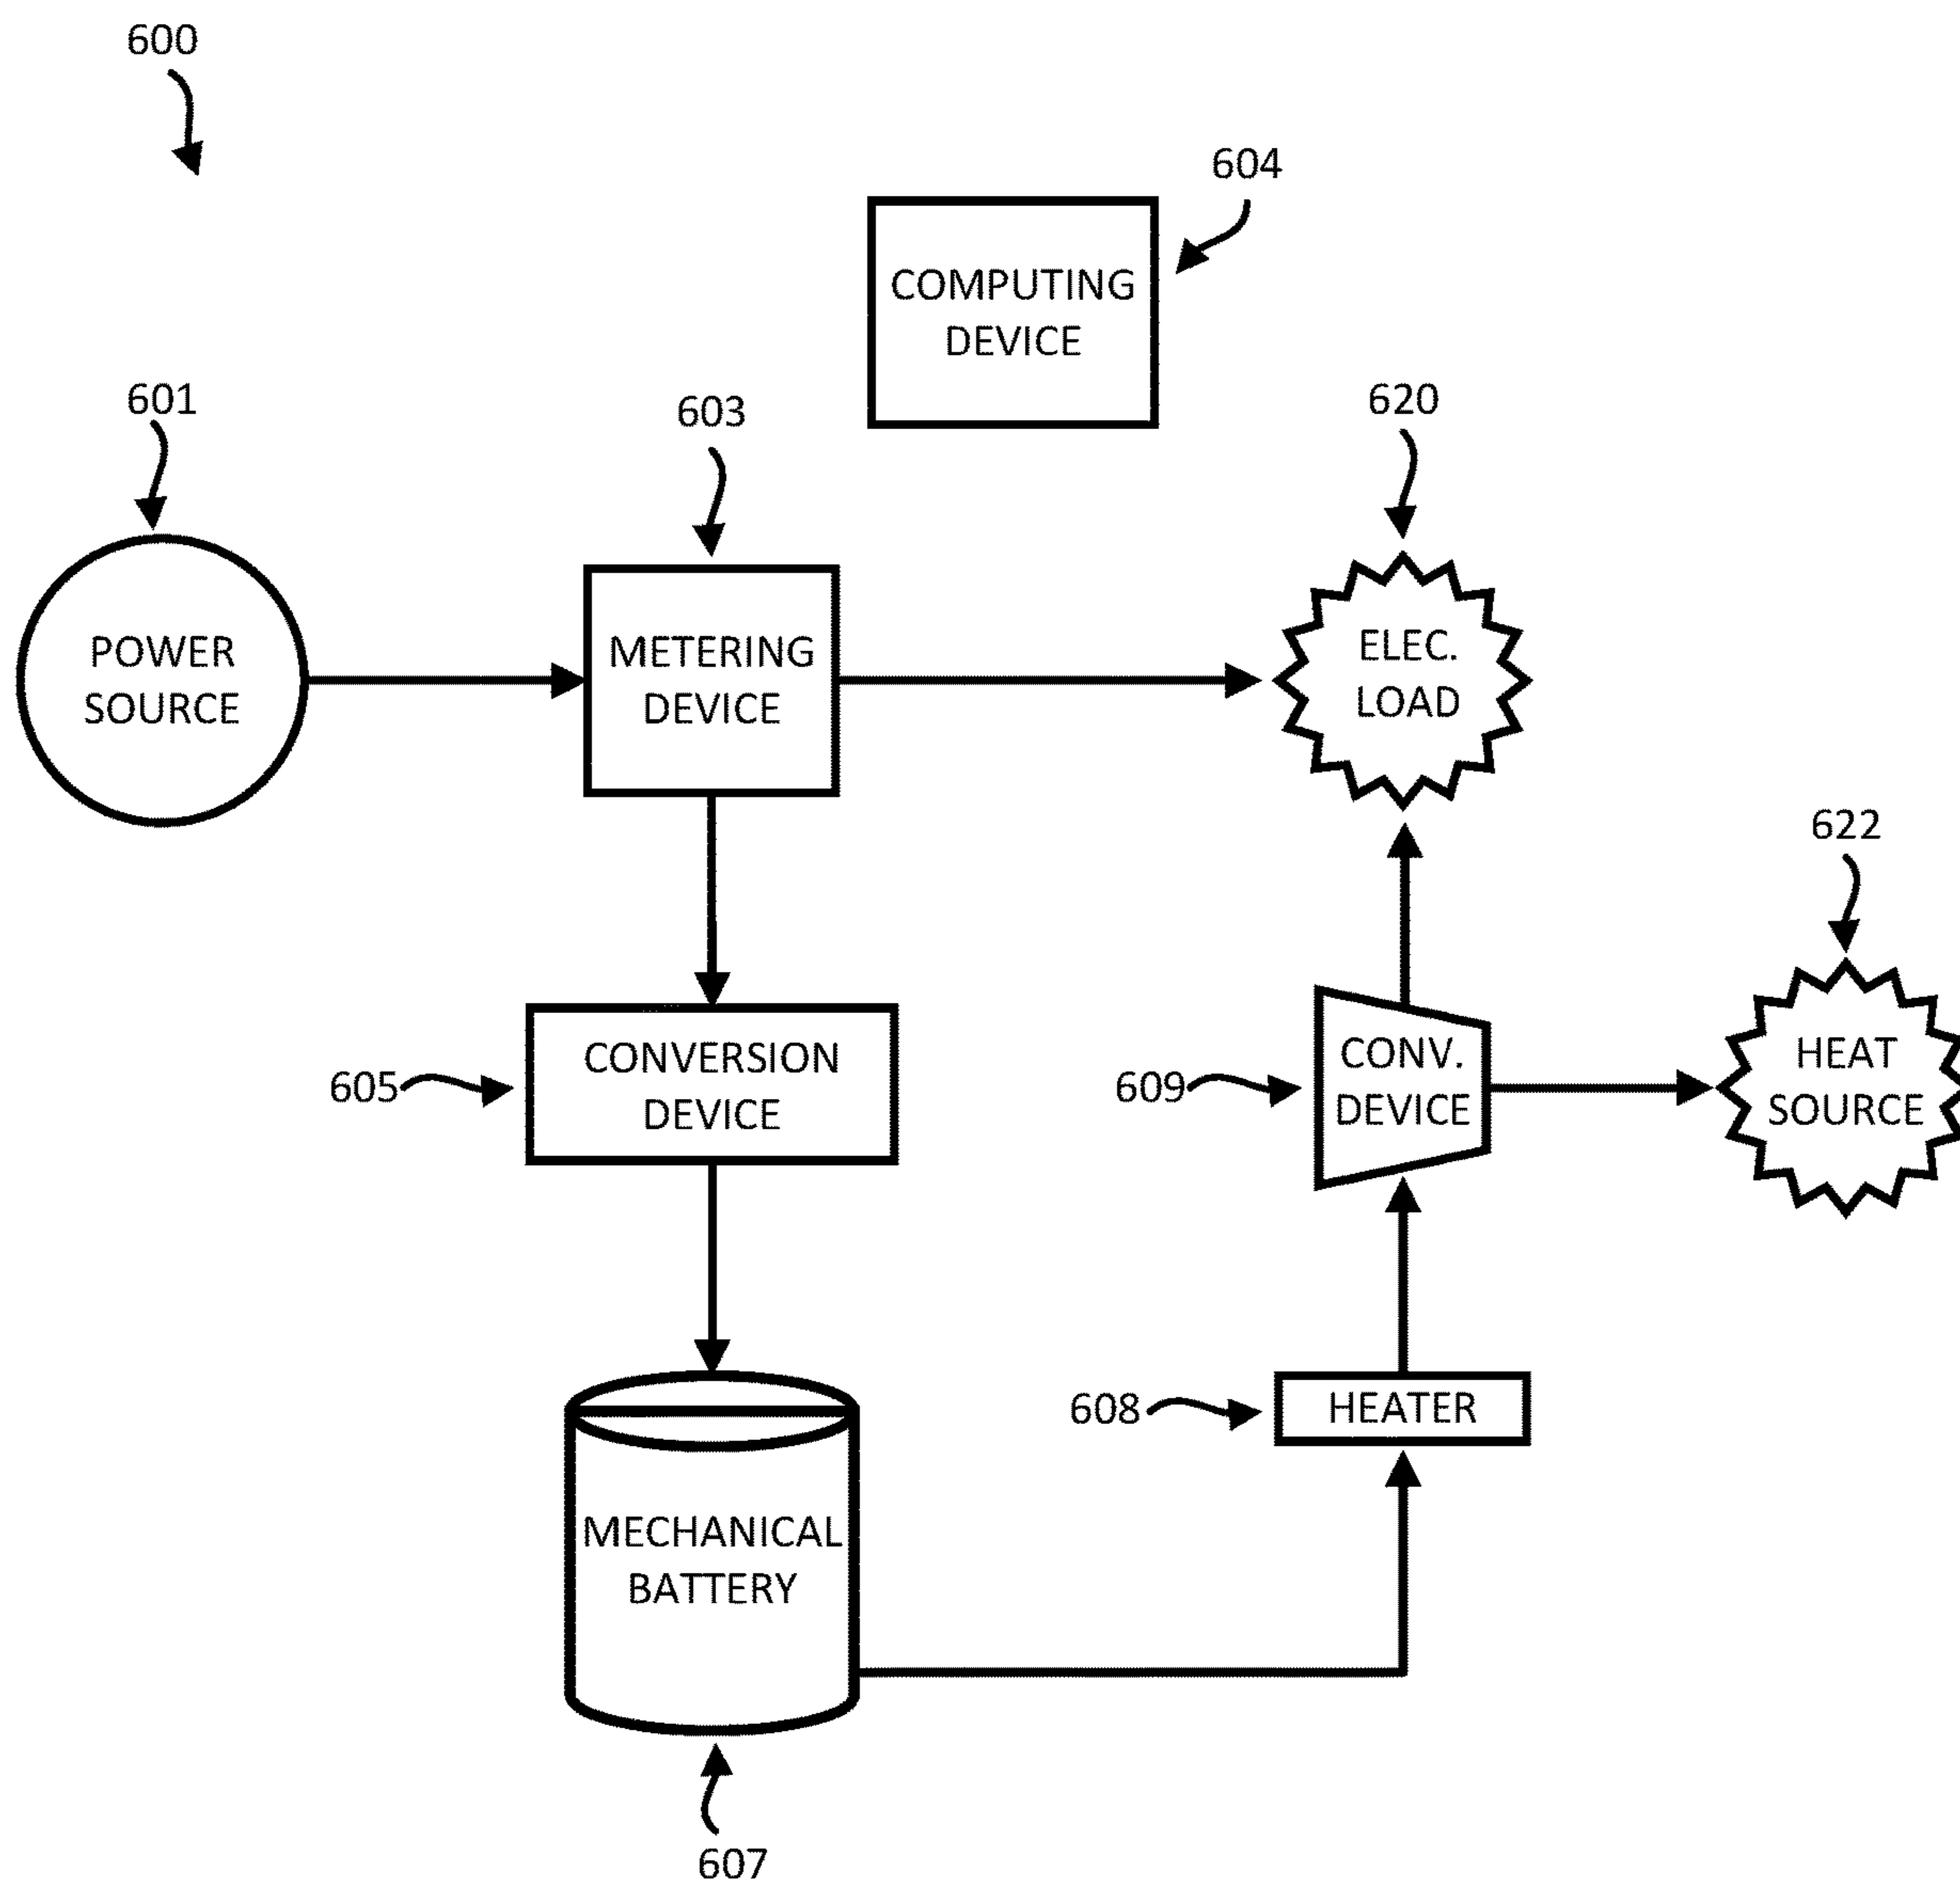 600
604
COMPUTING
DEVICE
601
603
620
POWER
SOURCE
METERING
DEVICE
ELEC.
LOAD
622
605
CONVERSION
DEVICE
609
CONV.
DEVICE
HEAT
SOURCE
608
HEATER
MECHANICAL
BATTERY
607